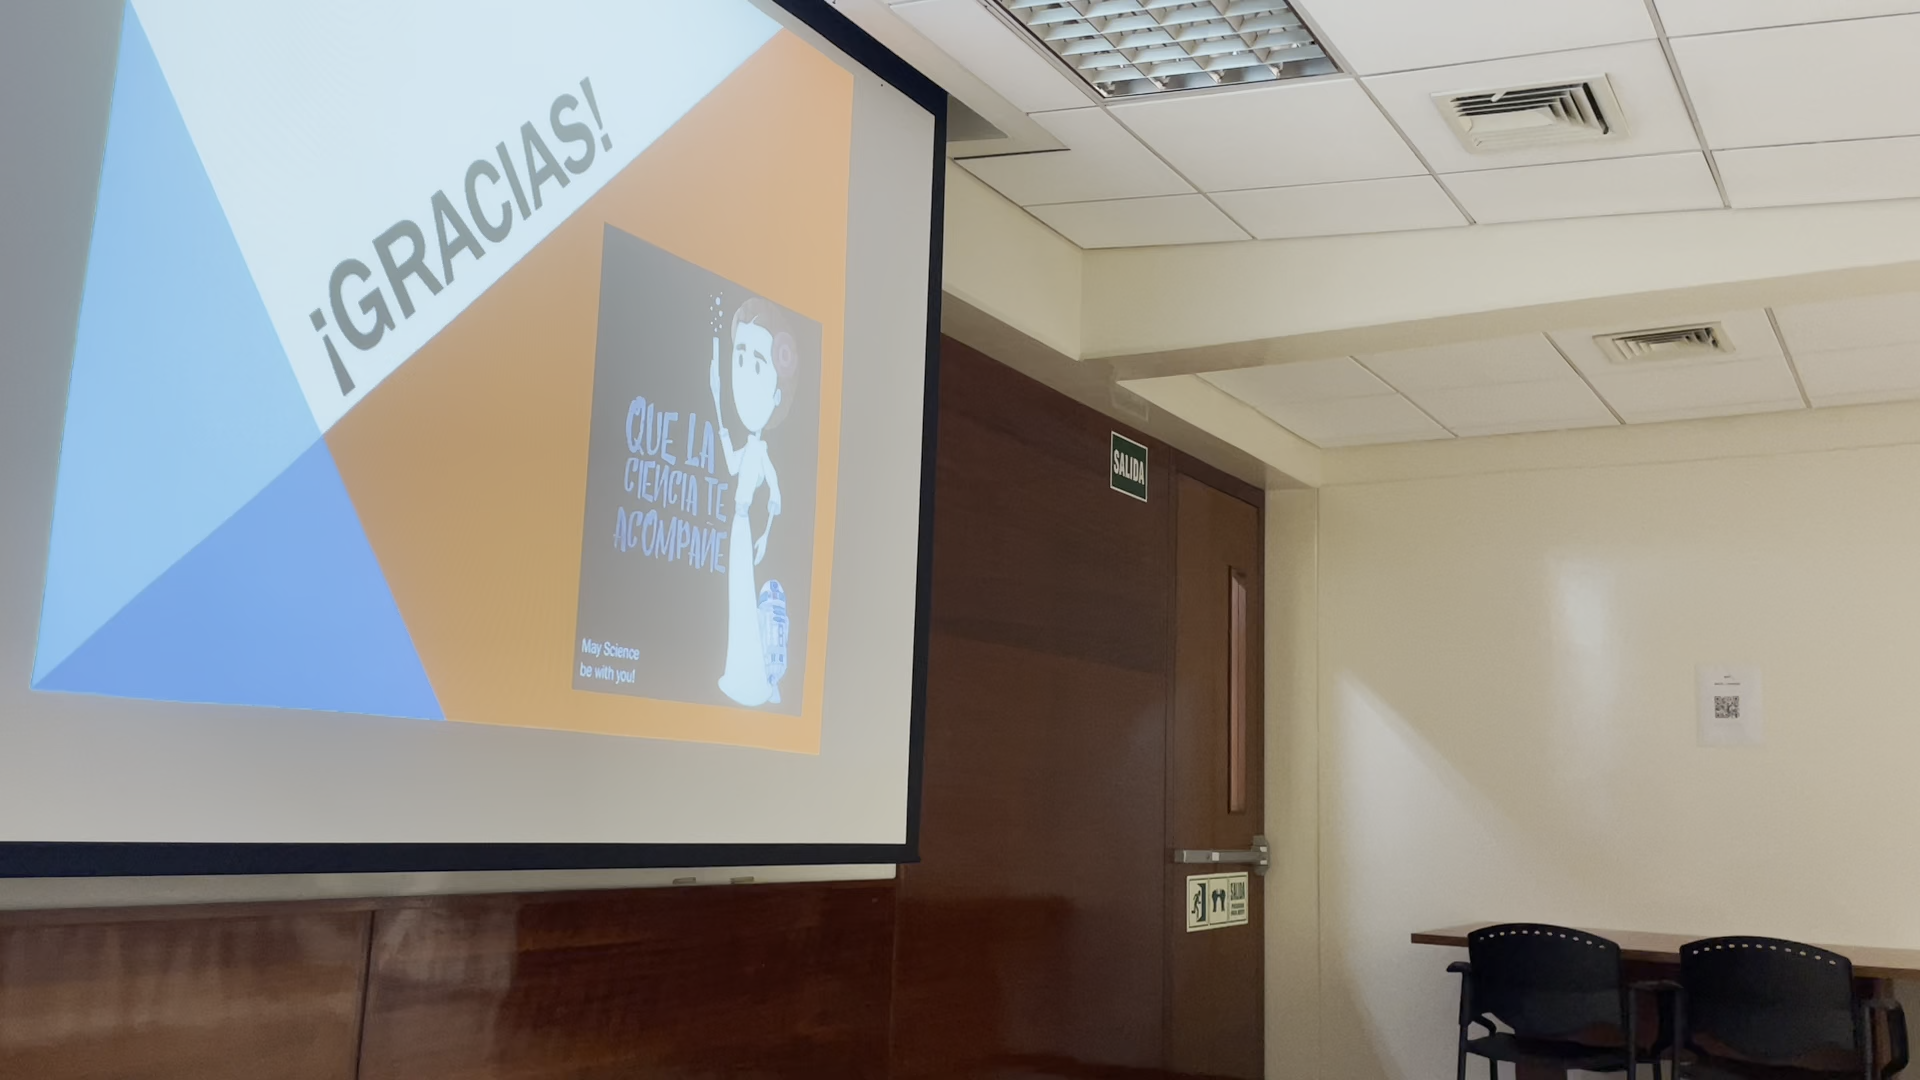 ¡GRACIAS!
QUE LA
CIENCIA TE
ACOMPAÑE
May Science
be with you!
SALIDA
SALIDA